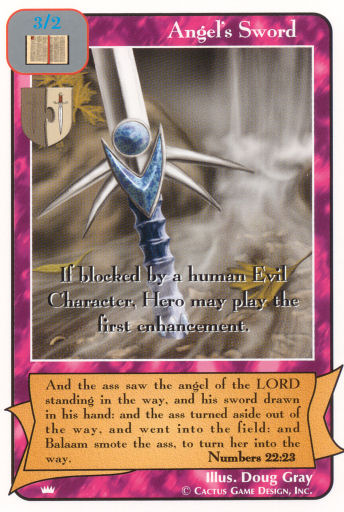 3/2
Angel's Sword
If blocked by a human Evil
Character, Hero may play the
first enhancement.
And the ass saw the angel of the LORD
standing in the way, and his sword drawn
in his hand: and the ass turned aside out of
the way, and went into the field: and
Balaam smote the ass, to turn her into the
way. Numbers 22:23
Illus. Doug Gray
© CACTUS GAME DESIGN, INC.